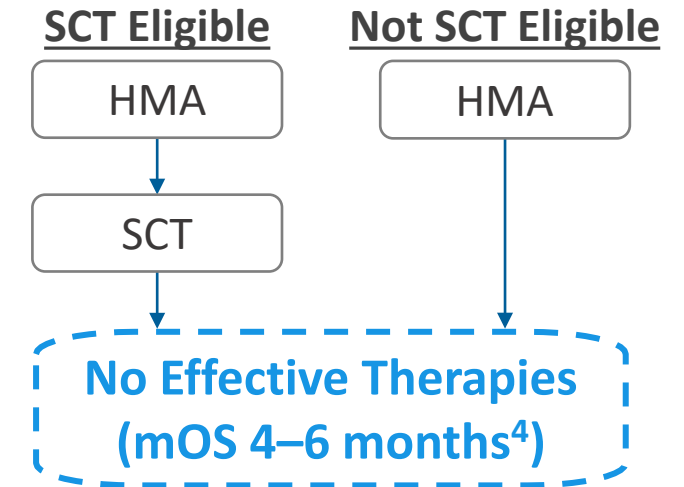 SCT Eligible
Not SCT Eligible
HMA
HMA
SCT
No Effective Therapies
(mOS 4–6 months⁴)